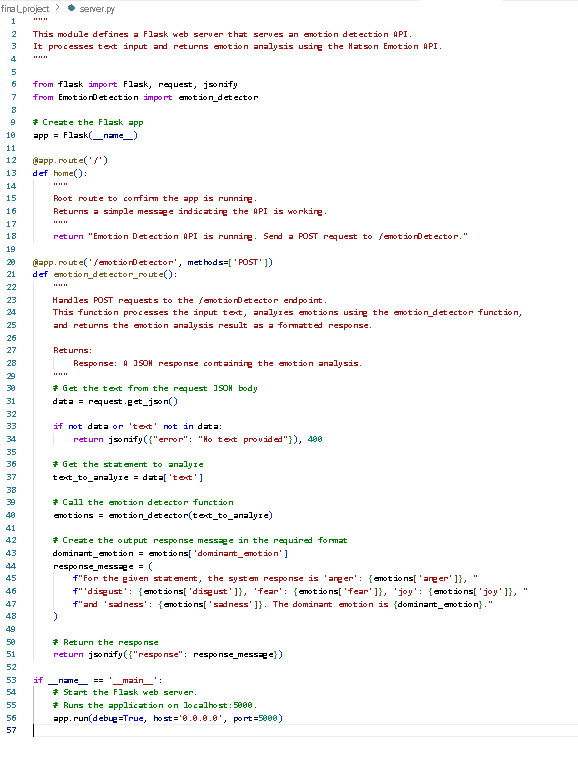 final_project > server.py
1 """
2 This module defines a Flask web server that serves an emotion detection API.
3 It processes text input and returns emotion analysis using the Watson Emotion API.
4 """
5
6 from flask import Flask, request, jsonify
7 from EmotionDetection import emotion_detector
8
9 # Create the Flask app
10 app = Flask(__name__)
11
12 @app.route('/')
13 def home():
14 """
15 Root route to confirm the app is running.
16 Returns a simple message indicating the API is working.
17 """
18 return "Emotion Detection API is running. Send a POST request to /emotionDetector."
19
20 @app.route('/emotionDetector', methods=['POST'])
21 def emotion_detector_route():
22 """
23 Handles POST requests to the /emotionDetector endpoint.
24 This function processes the input text, analyzes emotions using the emotion_detector function,
25 and returns the emotion analysis result as a formatted response.
26
27 Returns:
28 Response: A JSON response containing the emotion analysis.
29 """
30 # Get the text from the request JSON body
31 data = request.get_json()
32
33 if not data or 'text' not in data:
34 return jsonify({"error": "No text provided"}), 400
35
36 # Get the statement to analyze
37 text_to_analyze = data['text']
38
39 # Call the emotion detector function
40 emotions = emotion_detector(text_to_analyze)
41
42 # Create the output response message in the required format
43 dominant_emotion = emotions['dominant_emotion']
44 response_message = (
45 f"For the given statement, the system response is 'anger': {emotions['anger']}, "
46 f"'disgust': {emotions['disgust']}, 'fear': {emotions['fear']}, 'joy': {emotions['joy']}, "
47 f"and 'sadness': {emotions['sadness']}. The dominant emotion is {dominant_emotion}."
48 )
49
50 # Return the response
51 return jsonify({"response": response_message})
52
53 if __name__ == '__main__':
54 # Start the Flask web server.
55 # Runs the application on localhost:5000.
56 app.run(debug=True, host='0.0.0.0', port=5000)
57